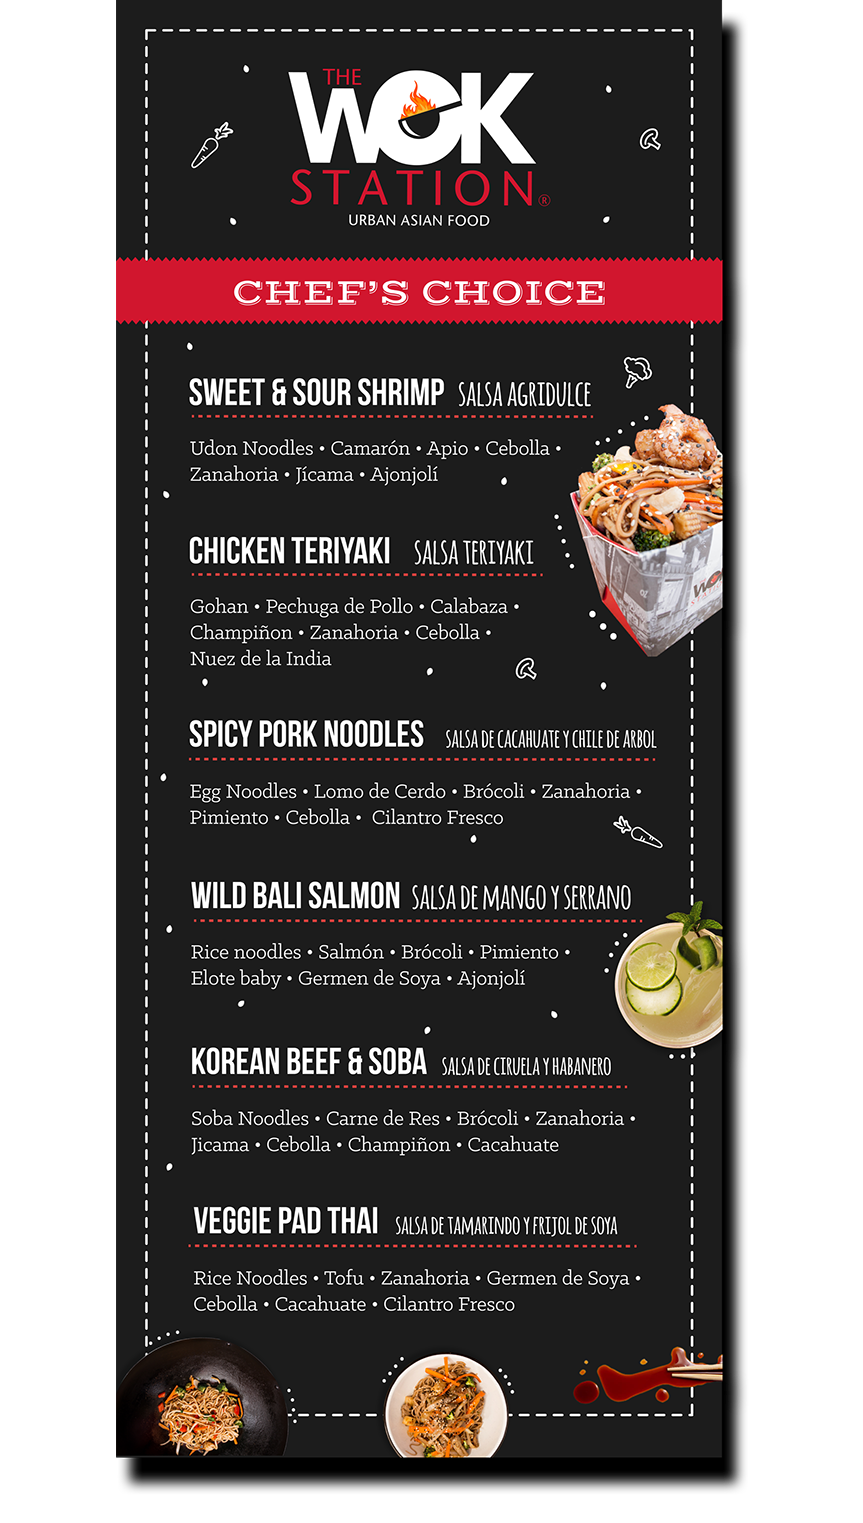 THE
WOK
STATION®
URBAN ASIAN FOOD
CHEF'S CHOICE
SWEET & SOUR SHRIMP SALSA AGRIDULCE
Udon Noodles • Camarón • Apio • Cebolla •
Zanahoria • Jícama • Ajonjolí
CHICKEN TERIYAKI SALSA TERIYAKI
Gohan • Pechuga de Pollo • Calabaza •
Champiñon • Zanahoria • Cebolla •
Nuez de la India
SPICY PORK NOODLES SALSA DE CACAHUATE Y CHILE DE ARBOL
Egg Noodles • Lomo de Cerdo • Brócoli • Zanahoria •
Pimiento • Cebolla • Cilantro Fresco
WILD BALI SALMON SALSA DE MANGO Y SERRANO
Rice noodles • Salmón • Brócoli • Pimiento •
Elote baby • Germen de Soya • Ajonjolí
KOREAN BEEF & SOBA SALSA DE CIRUELA Y HABANERO
Soba Noodles • Carne de Res • Brócoli • Zanahoria •
Jicama • Cebolla • Champiñon • Cacahuate
VEGGIE PAD THAI SALSA DE TAMARINDO Y FRIJOL DE SOYA
Rice Noodles • Tofu • Zanahoria • Germen de Soya •
Cebolla • Cacahuate • Cilantro Fresco